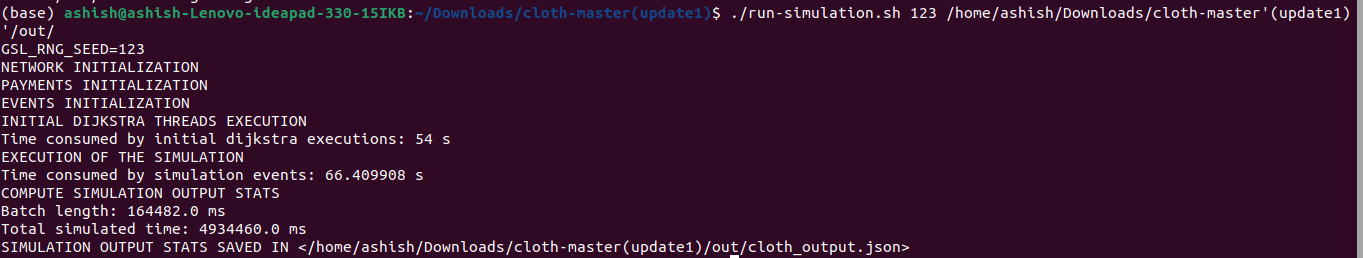 (base) ashish@ashish-Lenovo-ideapad-330-15IKB:~/Downloads/cloth-master(update1)$ ./run-simulation.sh 123 /home/ashish/Downloads/cloth-master'(update1)
'/out/
GSL_RNG_SEED=123
NETWORK INITIALIZATION
PAYMENTS INITIALIZATION
EVENTS INITIALIZATION
INITIAL DIJKSTRA THREADS EXECUTION
Time consumed by initial dijkstra executions: 54 s
EXECUTION OF THE SIMULATION
Time consumed by simulation events: 66.409908 s
COMPUTE SIMULATION OUTPUT STATS
Batch length: 164482.0 ms
Total simulated time: 4934460.0 ms
SIMULATION OUTPUT STATS SAVED IN </home/ashish/Downloads/cloth-master(update1)/out/cloth_output.json>